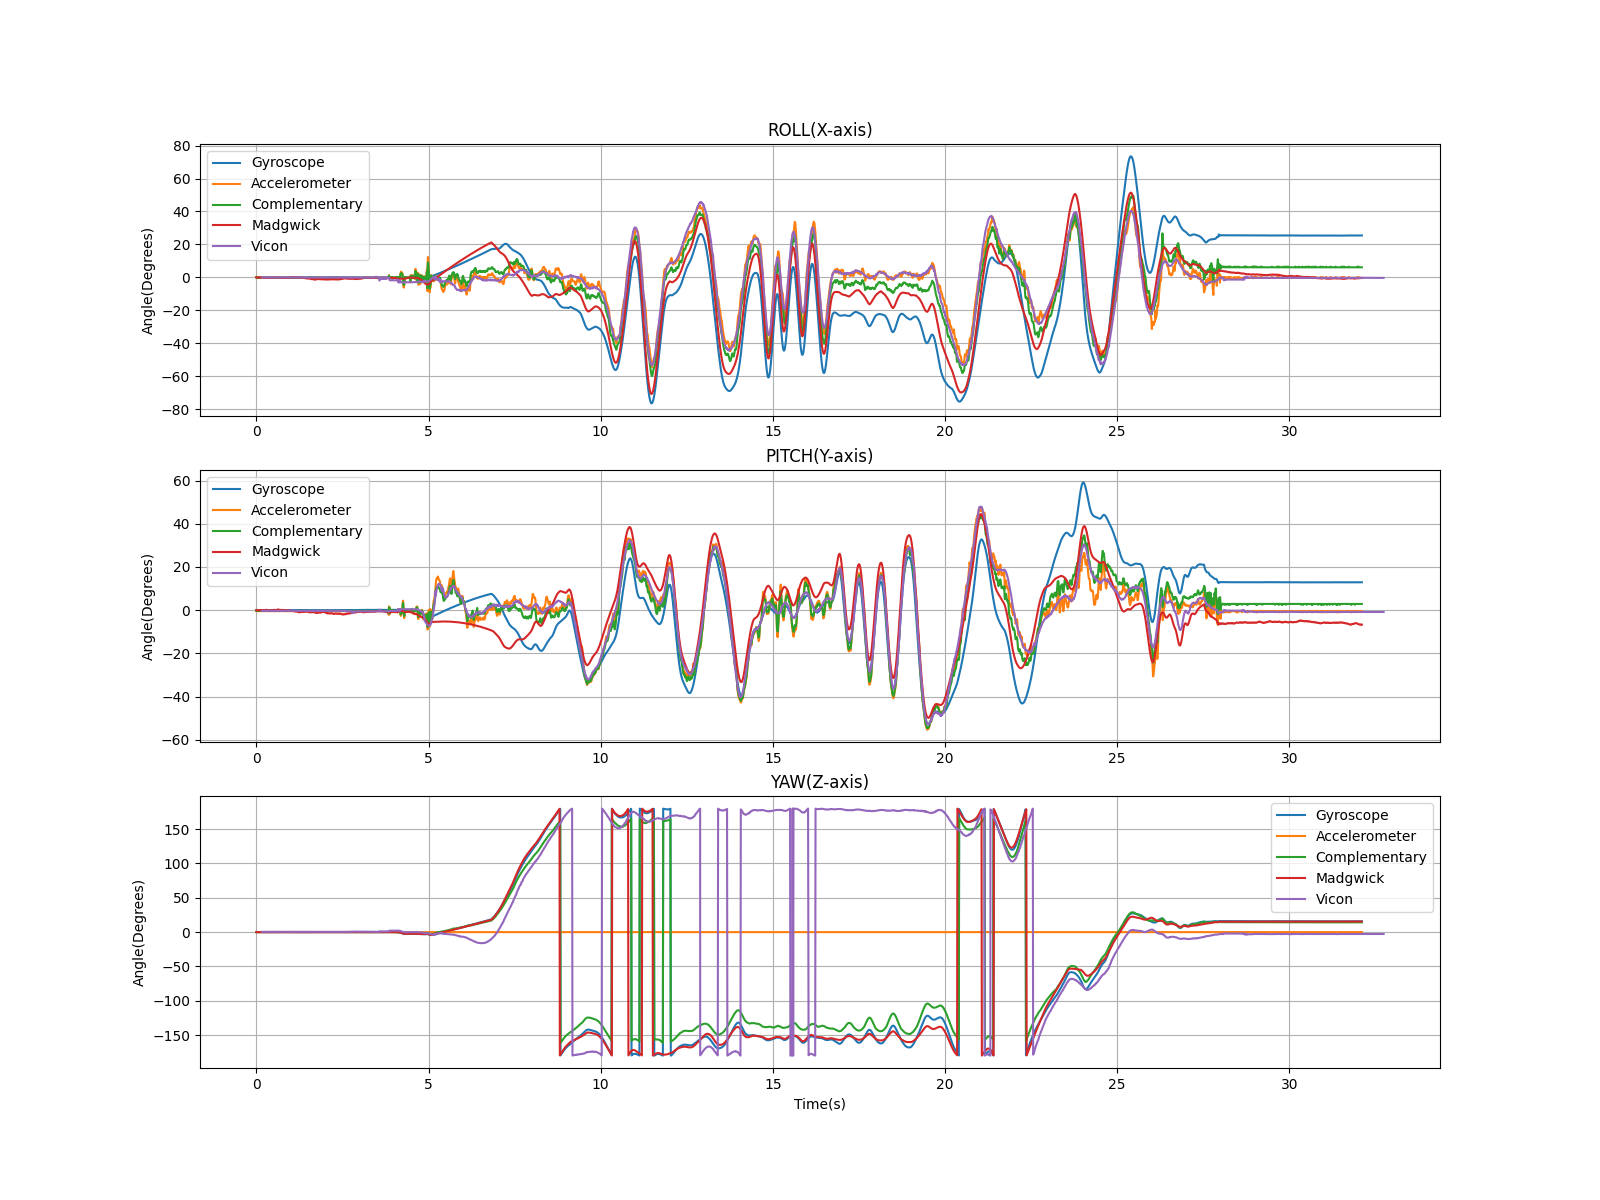 ROLL(X-axis)
Angle(Degrees)
80
60
40
20
0
−20
−40
−60
−80
Gyroscope
Accelerometer
Complementary
Madgwick
Vicon
0 5 10 15 20 25 30
PITCH(Y-axis)
Angle(Degrees)
60
40
20
0
−20
−40
−60
Gyroscope
Accelerometer
Complementary
Madgwick
Vicon
0 5 10 15 20 25 30
YAW(Z-axis)
Angle(Degrees)
150
100
50
0
−50
−100
−150
Gyroscope
Accelerometer
Complementary
Madgwick
Vicon
0 5 10 15 20 25 30
Time(s)